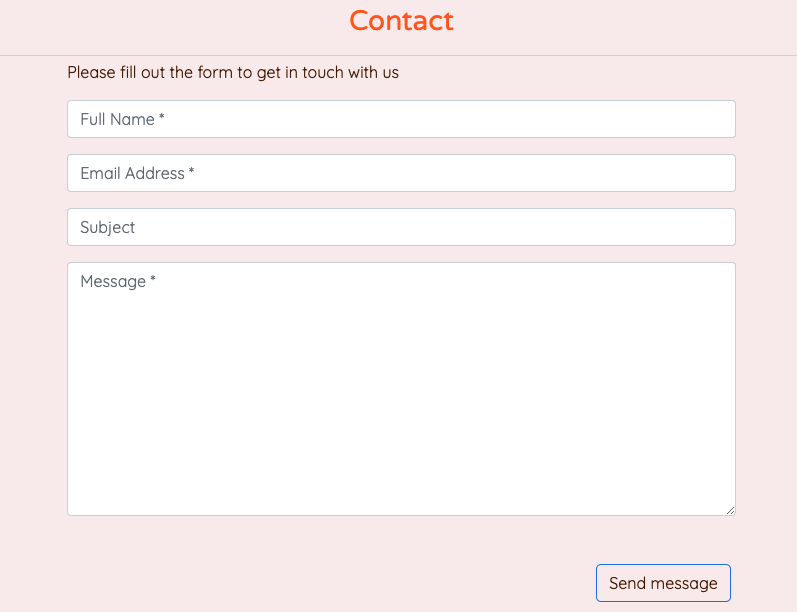 Contact
Please fill out the form to get in touch with us
Full Name *
Email Address *
Subject
Message *
Send message